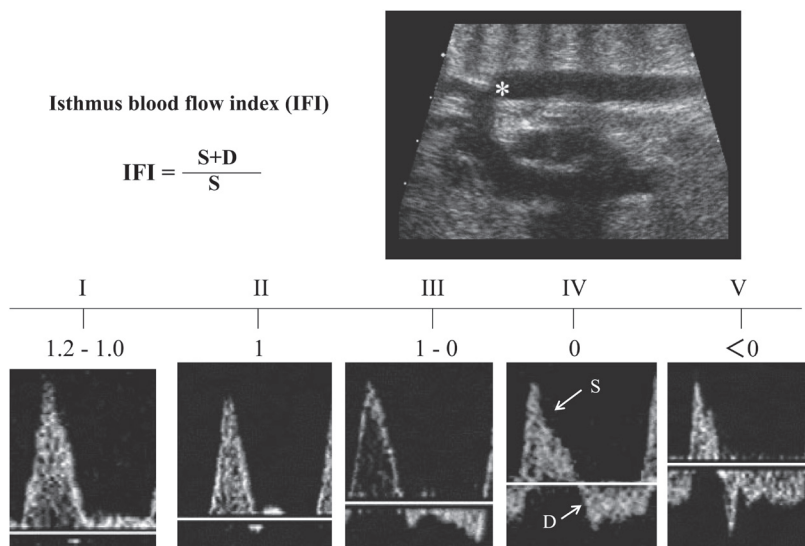 Isthmus blood flow index (IFI)
IFI = S+D
S
*
I II III IV V
1.2 - 1.0 1 1 - 0 0 <0
S
D